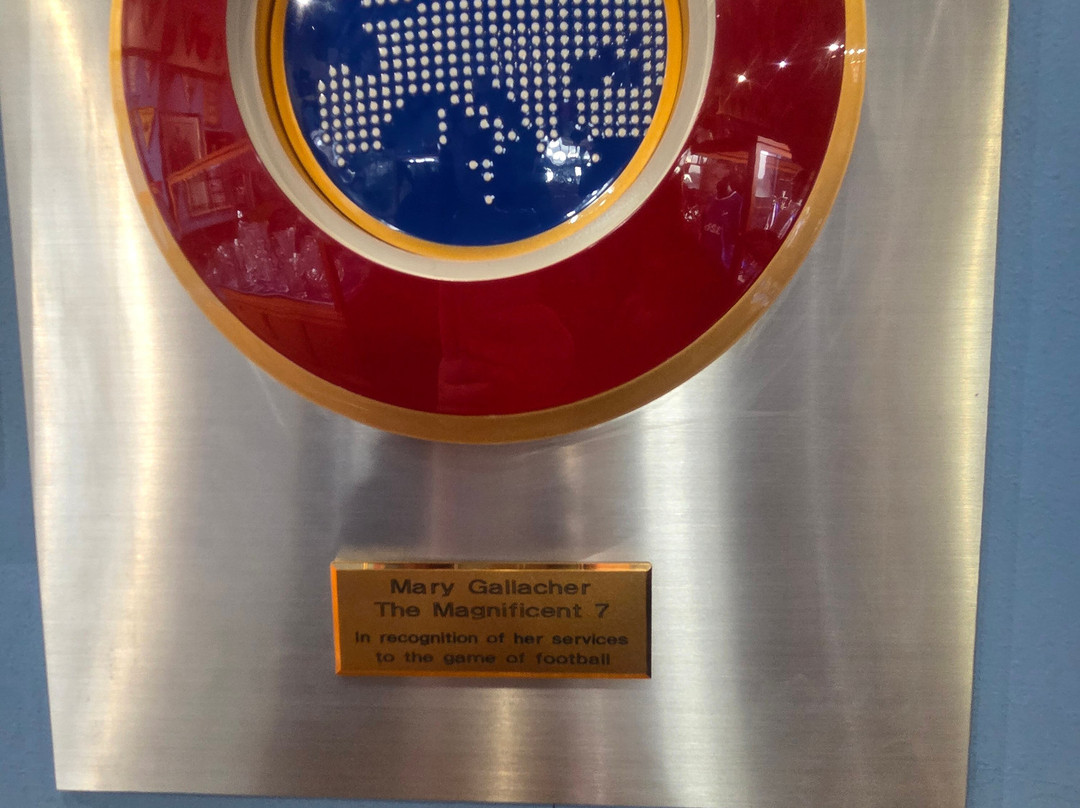 Mary Gallacher
The Magnificent 7
In recognition of her services
to the game of football